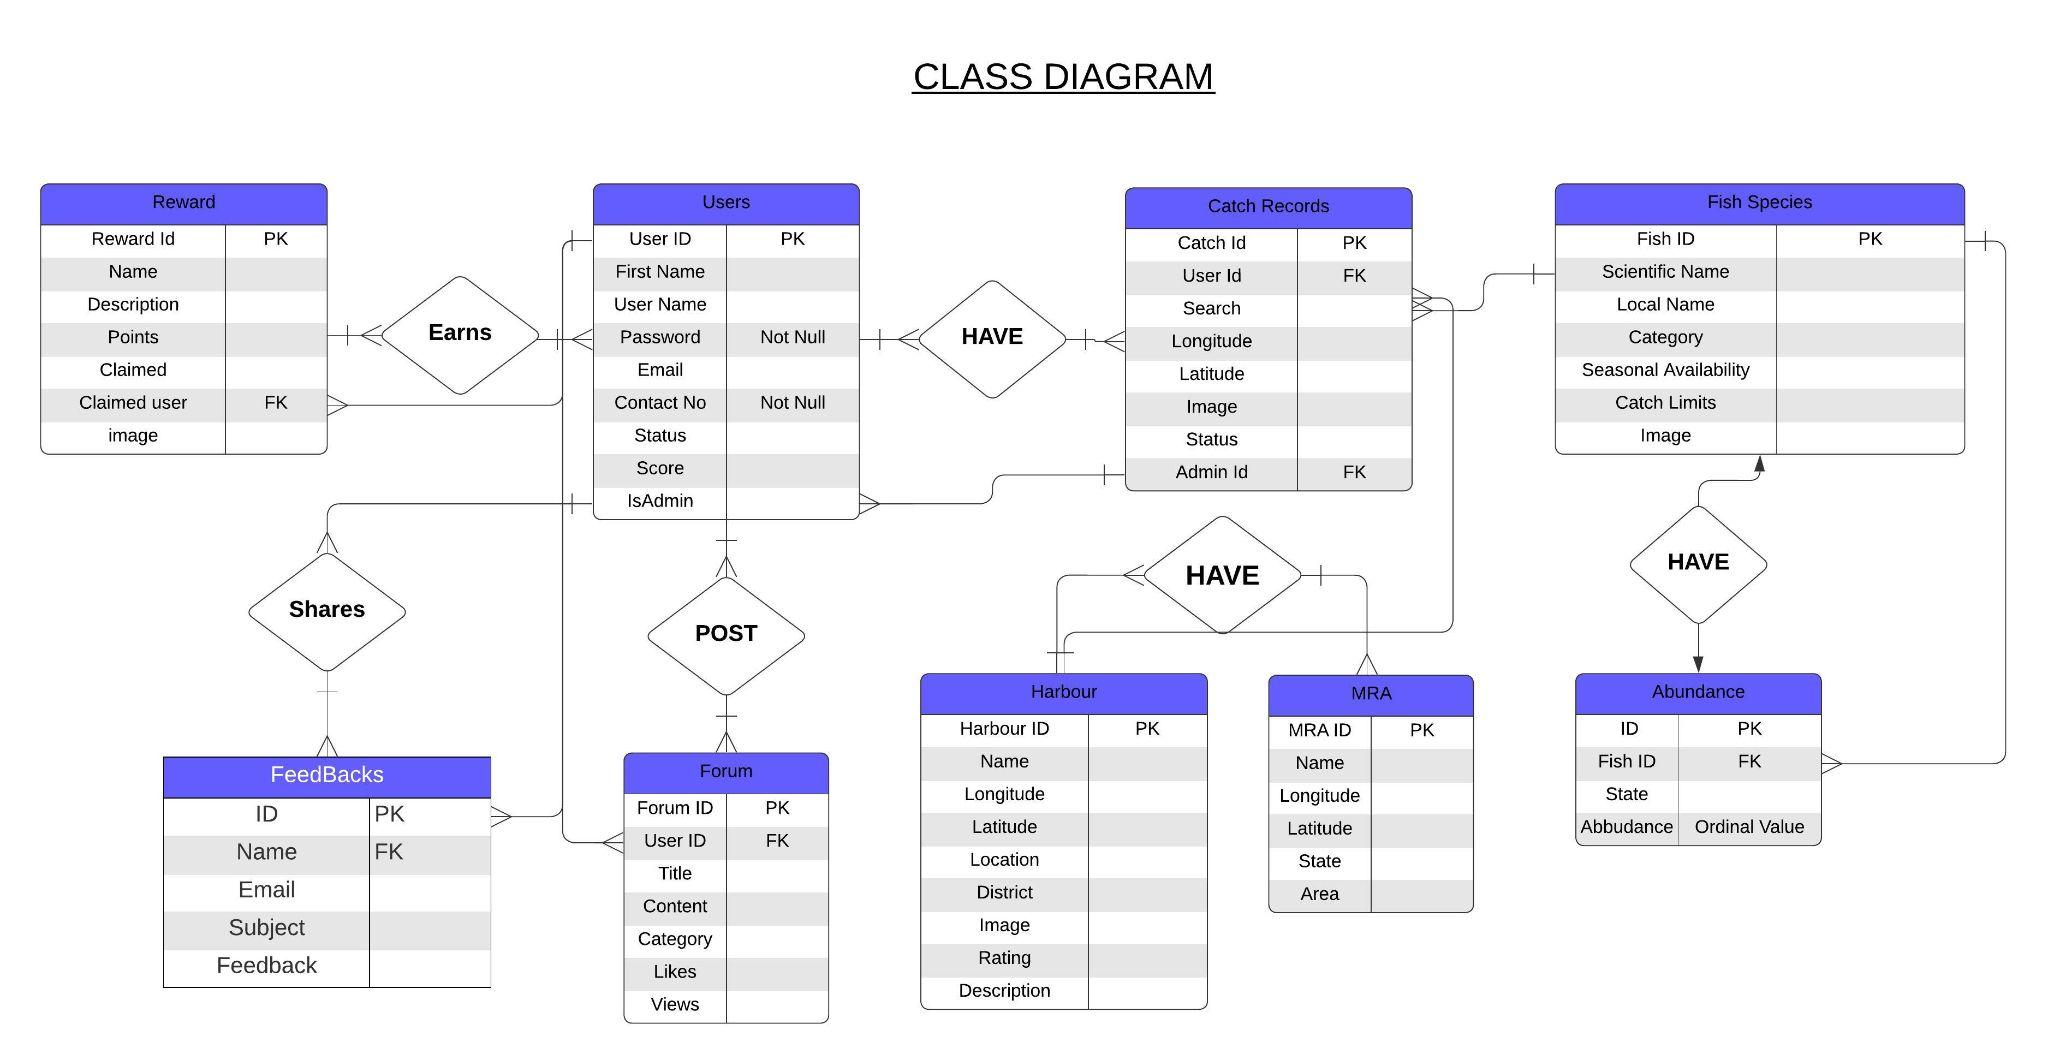 CLASS DIAGRAM
Reward
Reward Id PK
Name
Description
Points
Claimed
Claimed user FK
image
Earns
Users
User ID PK
First Name
User Name
Password Not Null
Email
Contact No Not Null
Status
Score
IsAdmin
HAVE
Catch Records
Catch Id PK
User Id FK
Search
Longitude
Latitude
Image
Status
Admin Id FK
Fish Species
Fish ID PK
Scientific Name
Local Name
Category
Seasonal Availability
Catch Limits
Image
Shares
POST
HAVE
HAVE
FeedBacks
ID PK
Name FK
Email
Subject
Feedback
Forum
Forum ID PK
User ID FK
Title
Content
Category
Likes
Views
Harbour
Harbour ID PK
Name
Longitude
Latitude
Location
District
Image
Rating
Description
MRA
MRA ID PK
Name
Longitude
Latitude
State
Area
Abundance
ID PK
Fish ID FK
State
Abbudance Ordinal Value